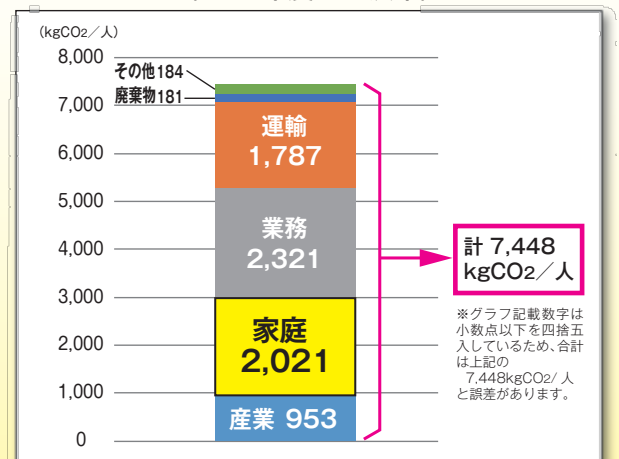 (kgCO2／人)
8,000
その他184
廃棄物181
7,000
運輸
1,787
6,000
5,000
業務
2,321
4,000
計 7,448
kgCO2／人
3,000
※グラフ記載数字は
小数点以下を四捨五
入しているため、合計
は上記の
7,448kgCO2/ 人
と誤差があります。
家庭
2,021
2,000
1,000
産業 953
0